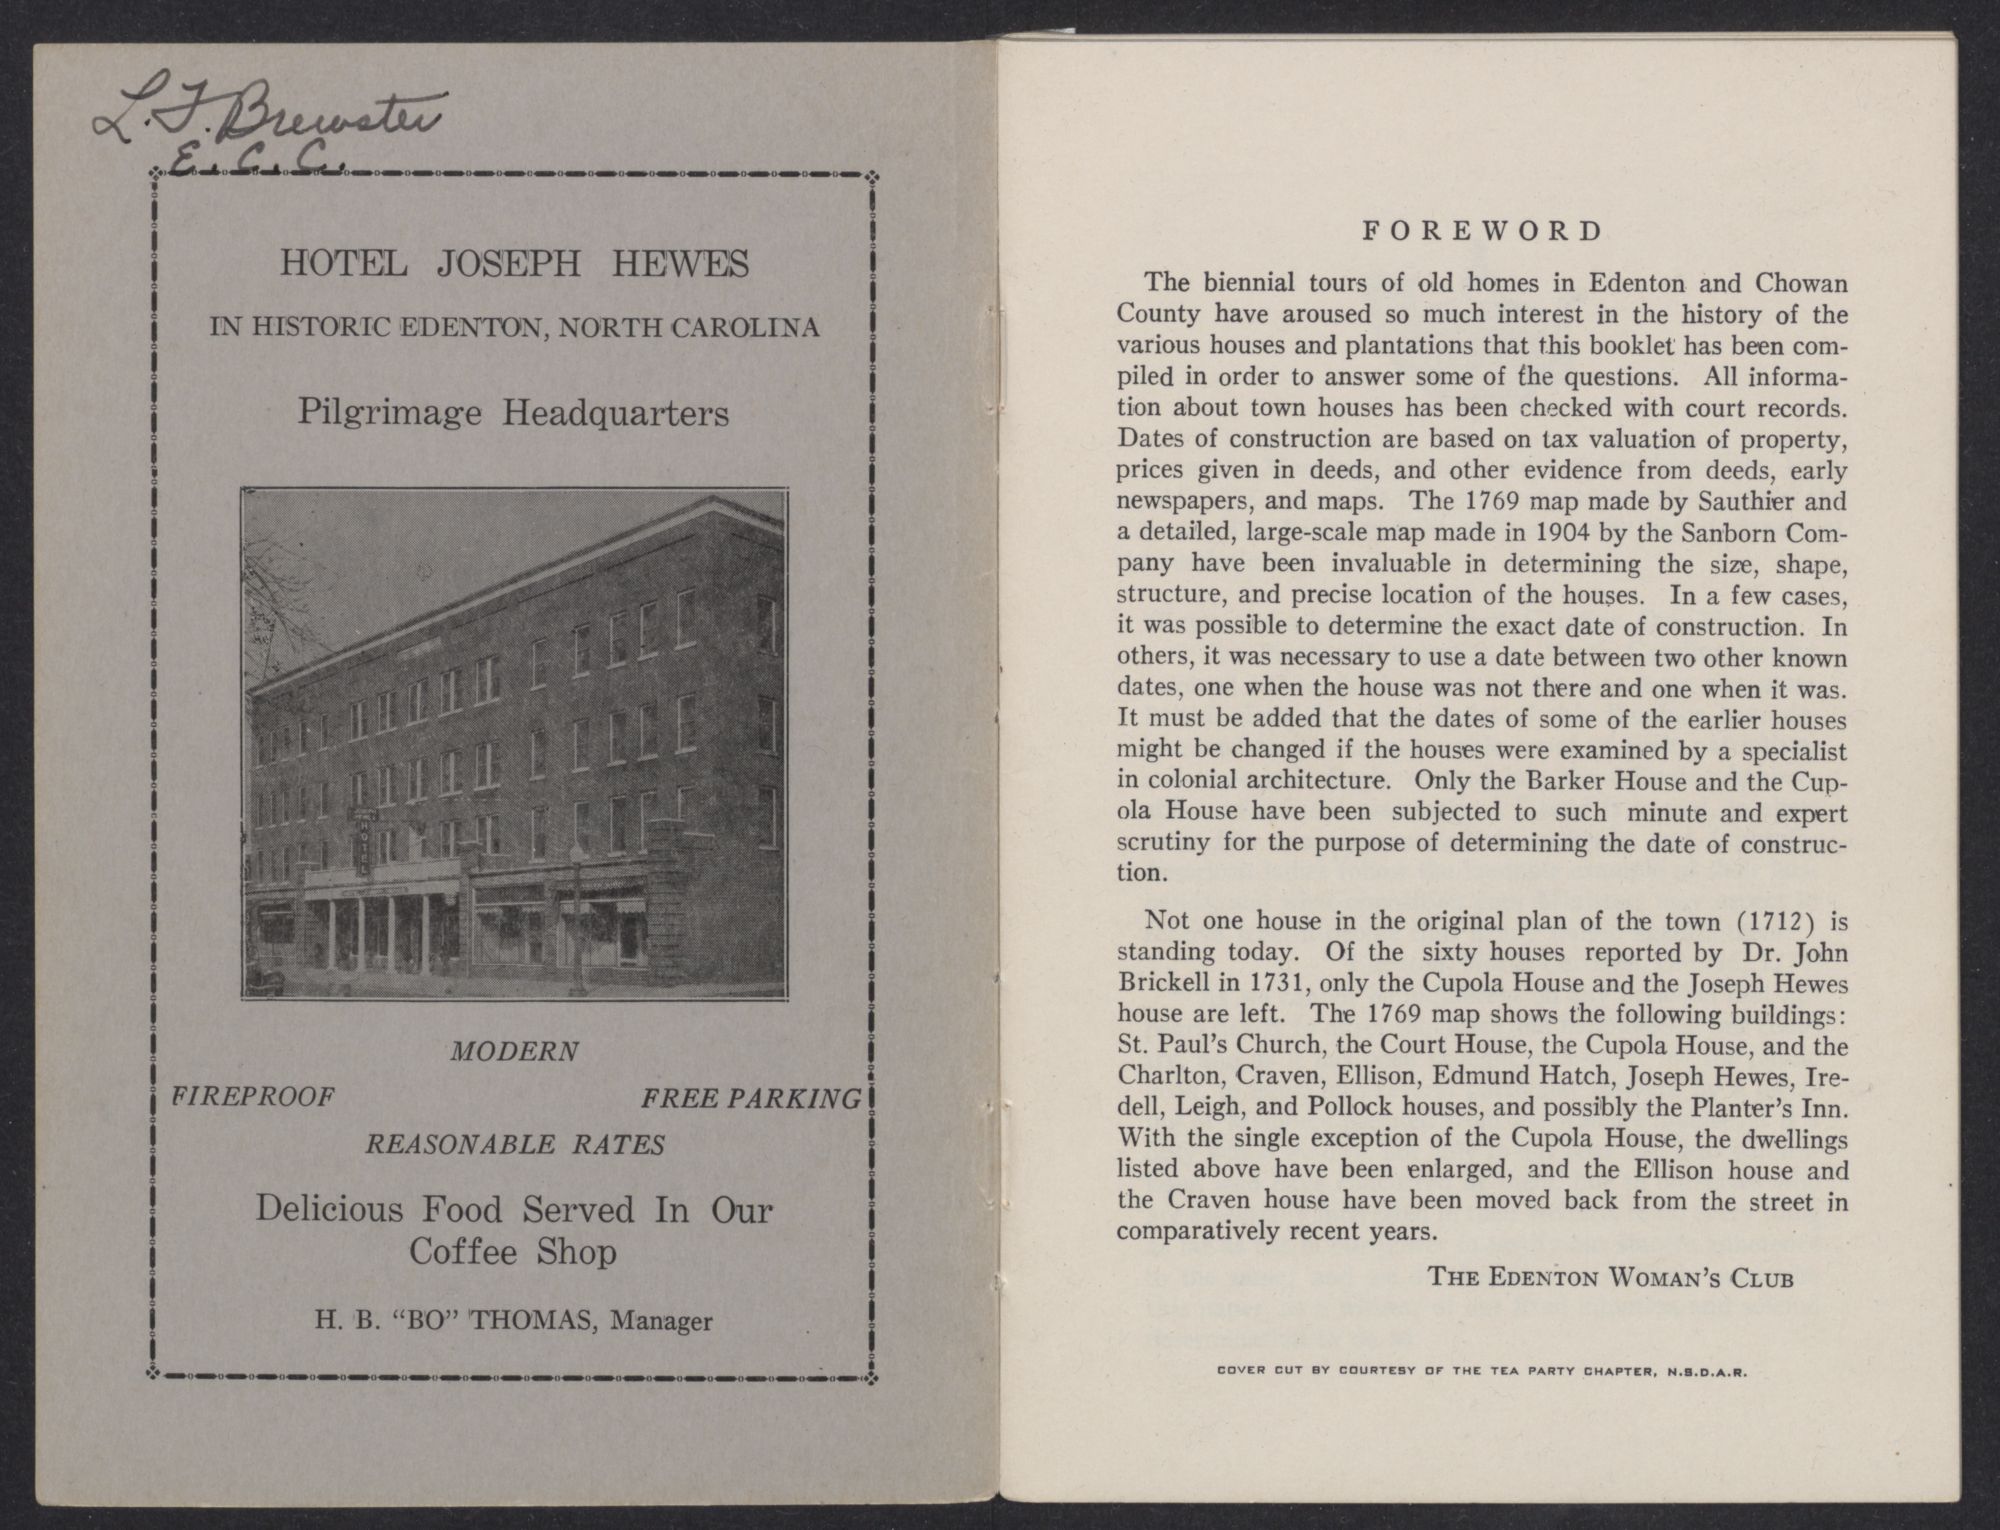 L. F. Brewster
E. C. C.
HOTEL JOSEPH HEWES
IN HISTORIC EDENTON, NORTH CAROLINA
Pilgrimage Headquarters
HOTEL
MODERN
FIREPROOF FREE PARKING
REASONABLE RATES
Delicious Food Served In Our
Coffee Shop
H. B. “BO” THOMAS, Manager
FOREWORD
The biennial tours of old homes in Edenton and Chowan
County have aroused so much interest in the history of the
various houses and plantations that this booklet has been com-
piled in order to answer some of the questions. All informa-
tion about town houses has been checked with court records.
Dates of construction are based on tax valuation of property,
prices given in deeds, and other evidence from deeds, early
newspapers, and maps. The 1769 map made by Sauthier and
a detailed, large-scale map made in 1904 by the Sanborn Com-
pany have been invaluable in determining the size, shape,
structure, and precise location of the houses. In a few cases,
it was possible to determine the exact date of construction. In
others, it was necessary to use a date between two other known
dates, one when the house was not there and one when it was.
It must be added that the dates of some of the earlier houses
might be changed if the houses were examined by a specialist
in colonial architecture. Only the Barker House and the Cup-
ola House have been subjected to such minute and expert
scrutiny for the purpose of determining the date of construc-
tion.
Not one house in the original plan of the town (1712) is
standing today. Of the sixty houses reported by Dr. John
Brickell in 1731, only the Cupola House and the Joseph Hewes
house are left. The 1769 map shows the following buildings:
St. Paul’s Church, the Court House, the Cupola House, and the
Charlton, Craven, Ellison, Edmund Hatch, Joseph Hewes, Ire-
dell, Leigh, and Pollock houses, and possibly the Planter’s Inn.
With the single exception of the Cupola House, the dwellings
listed above have been enlarged, and the Ellison house and
the Craven house have been moved back from the street in
comparatively recent years.
THE EDENTON WOMAN’S CLUB
COVER CUT BY COURTESY OF THE TEA PARTY CHAPTER, N.S.D.A.R.